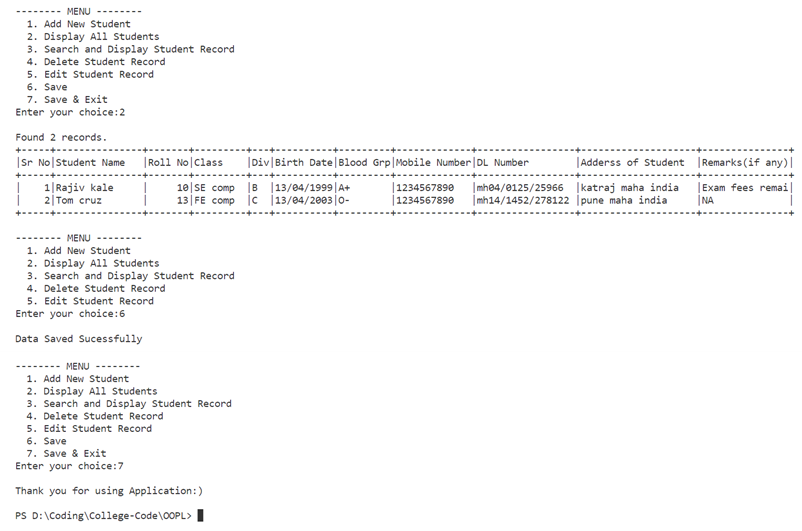 -------- MENU --------
1. Add New Student
2. Display All Students
3. Search and Display Student Record
4. Delete Student Record
5. Edit Student Record
6. Save
7. Save & Exit
Enter your choice:2
Found 2 records.
+-----+----------------+-------+---------+---+----------+---------+-------------+-----------------+--------------------+---------------+
|Sr No|Student Name |Roll No|Class |Div|Birth Date|Blood Grp|Mobile Number|DL Number |Adderss of Student |Remarks(if any)|
+-----+----------------+-------+---------+---+----------+---------+-------------+-----------------+--------------------+---------------+
| 1|Rajiv kale | 10|SE comp |B |13/04/1999|A+ |1234567890 |mh04/0125/25966 |katraj maha india |Exam fees remai|
| 2|Tom cruz | 13|FE comp |C |13/04/2003|O- |1234567890 |mh14/1452/278122 |pune maha india |NA |
+-----+----------------+-------+---------+---+----------+---------+-------------+-----------------+--------------------+---------------+
-------- MENU --------
1. Add New Student
2. Display All Students
3. Search and Display Student Record
4. Delete Student Record
5. Edit Student Record
Enter your choice:6
Data Saved Sucessfully
-------- MENU --------
1. Add New Student
2. Display All Students
3. Search and Display Student Record
4. Delete Student Record
5. Edit Student Record
6. Save
7. Save & Exit
Enter your choice:7
Thank you for using Application:)
PS D:\Coding\College-Code\OOPL>